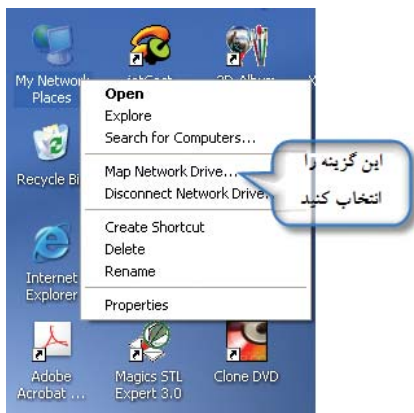 My Network
Places
Open
Explore
Search for Computers...
Map Network Drive...
Disconnect Network Drive
Create Shortcut
Delete
Rename
Properties
این گزینه را
انتخاب کنید
Recycle Bi
Internet
Explorer
Adobe
Acrobat ...
Magics STL
Expert 3.0
Clone DVD